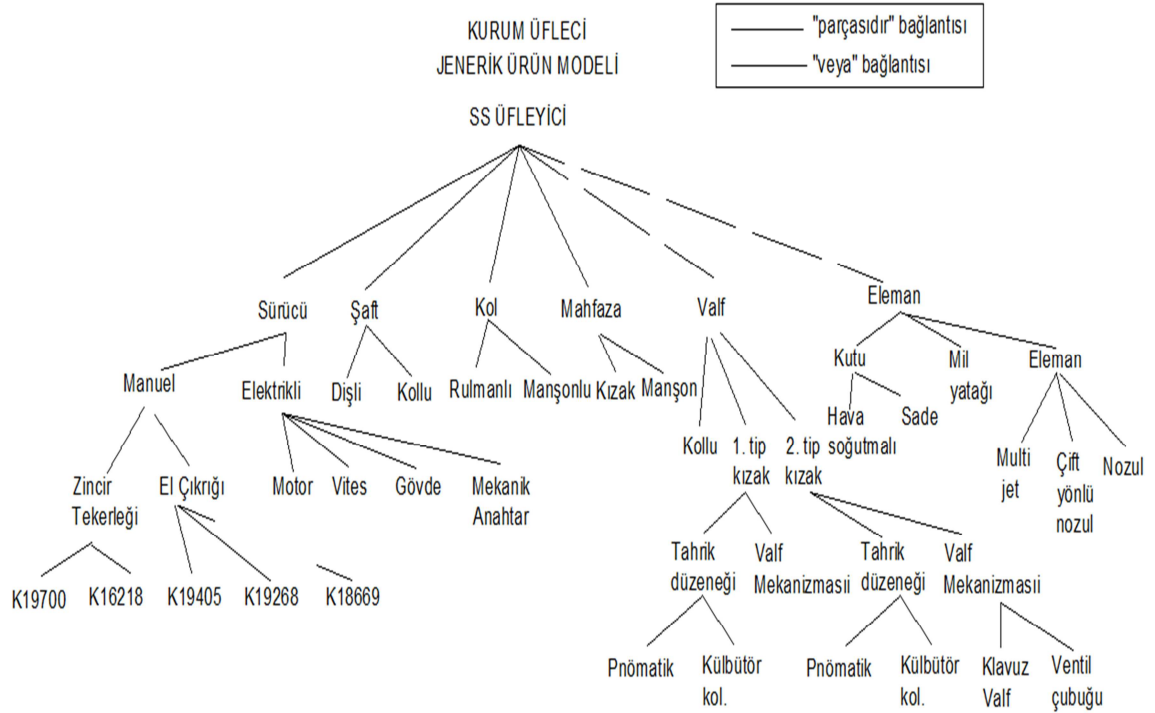 KURUM ÜFLECİ
JENERİK ÜRÜN MODELİ
"parçasıdır" bağlantısı
"veya" bağlantısı
SS ÜFLEYİCİ
Sürücü
Şaft
Kol
Mahfaza
Valf
Eleman
Manuel
Elektrikli
Dişli
Kollu
Rulmanlı
Manşonlu
Kızak
Manşon
Kutu
Mil
yatağı
Eleman
Hava
soğutmalı
Sade
Kollu
1. tip
kızak
2. tip
kızak
Multi
jet
Çift
yönlü
nozul
Nozul
Zincir
Tekerleği
El Çıkrığı
Motor
Vites
Gövde
Mekanik
Anahtar
Tahrik
düzeneği
Valf
Mekanizmasıi
Tahrik
düzeneği
Valf
Mekanizmasıi
K19700
K16218
K19405
K19268
K18669
Pnömatik
Külbütör
kol.
Pnömatik
Külbütör
kol.
Klavuz
Valf
Ventil
çubuğu